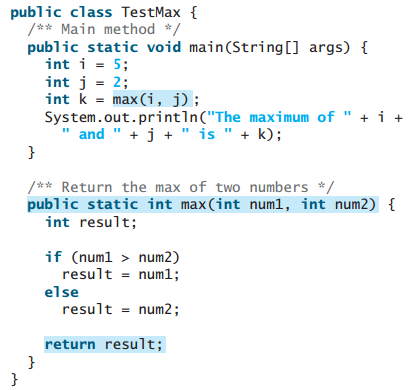 public class TestMax {
/** Main method */
public static void main(String[] args) {
int i = 5;
int j = 2;
int k = max(i, j);
System.out.println("The maximum of " + i +
" and " + j + " is " + k);
}
/** Return the max of two numbers */
public static int max(int num1, int num2) {
int result;
if (num1 > num2)
result = num1;
else
result = num2;
return result;
}
}